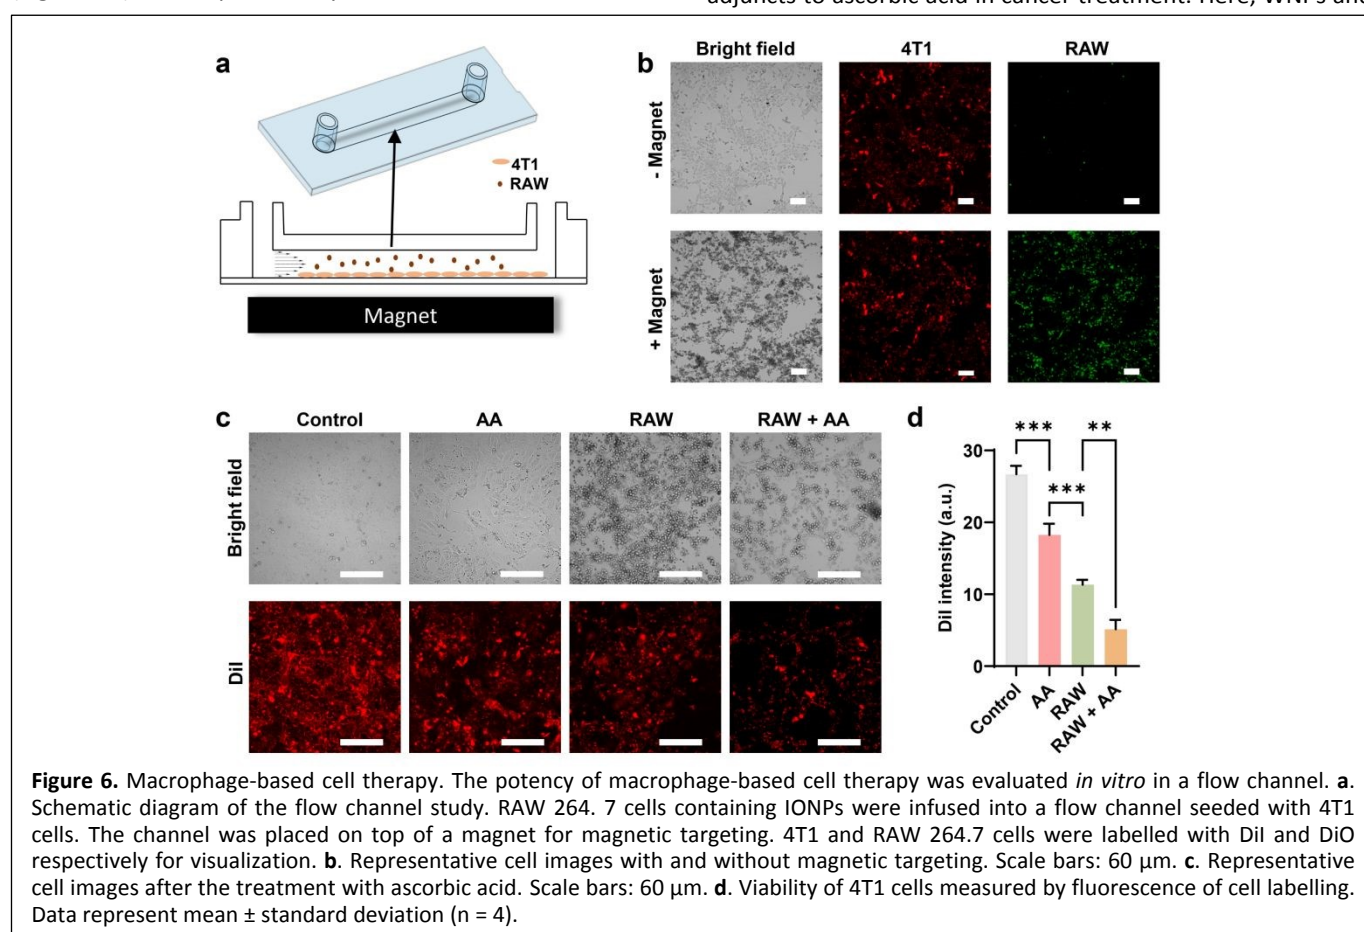 adjuncts to ascorbic acid in cancer treatment. Here, WNPs and
a
4T1
RAW
Magnet
b
Bright field 4T1 RAW
- Magnet
+ Magnet
c
Control AA RAW RAW + AA
Bright field
DiI
d
*** **
***
30
20
10
0
DiI intensity (a.u.)
Control
AA
RAW
RAW + AA
Figure 6. Macrophage-based cell therapy. The potency of macrophage-based cell therapy was evaluated in vitro in a flow channel. a.
Schematic diagram of the flow channel study. RAW 264. 7 cells containing IONPs were infused into a flow channel seeded with 4T1
cells. The channel was placed on top of a magnet for magnetic targeting. 4T1 and RAW 264.7 cells were labelled with DiI and DiO
respectively for visualization. b. Representative cell images with and without magnetic targeting. Scale bars: 60 µm. c. Representative
cell images after the treatment with ascorbic acid. Scale bars: 60 µm. d. Viability of 4T1 cells measured by fluorescence of cell labelling.
Data represent mean ± standard deviation (n = 4).